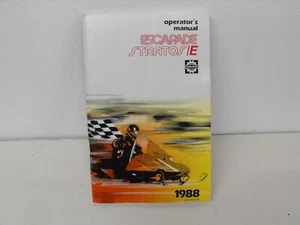 operator's
manual
ESCAPADE
STRATOS/E
1988